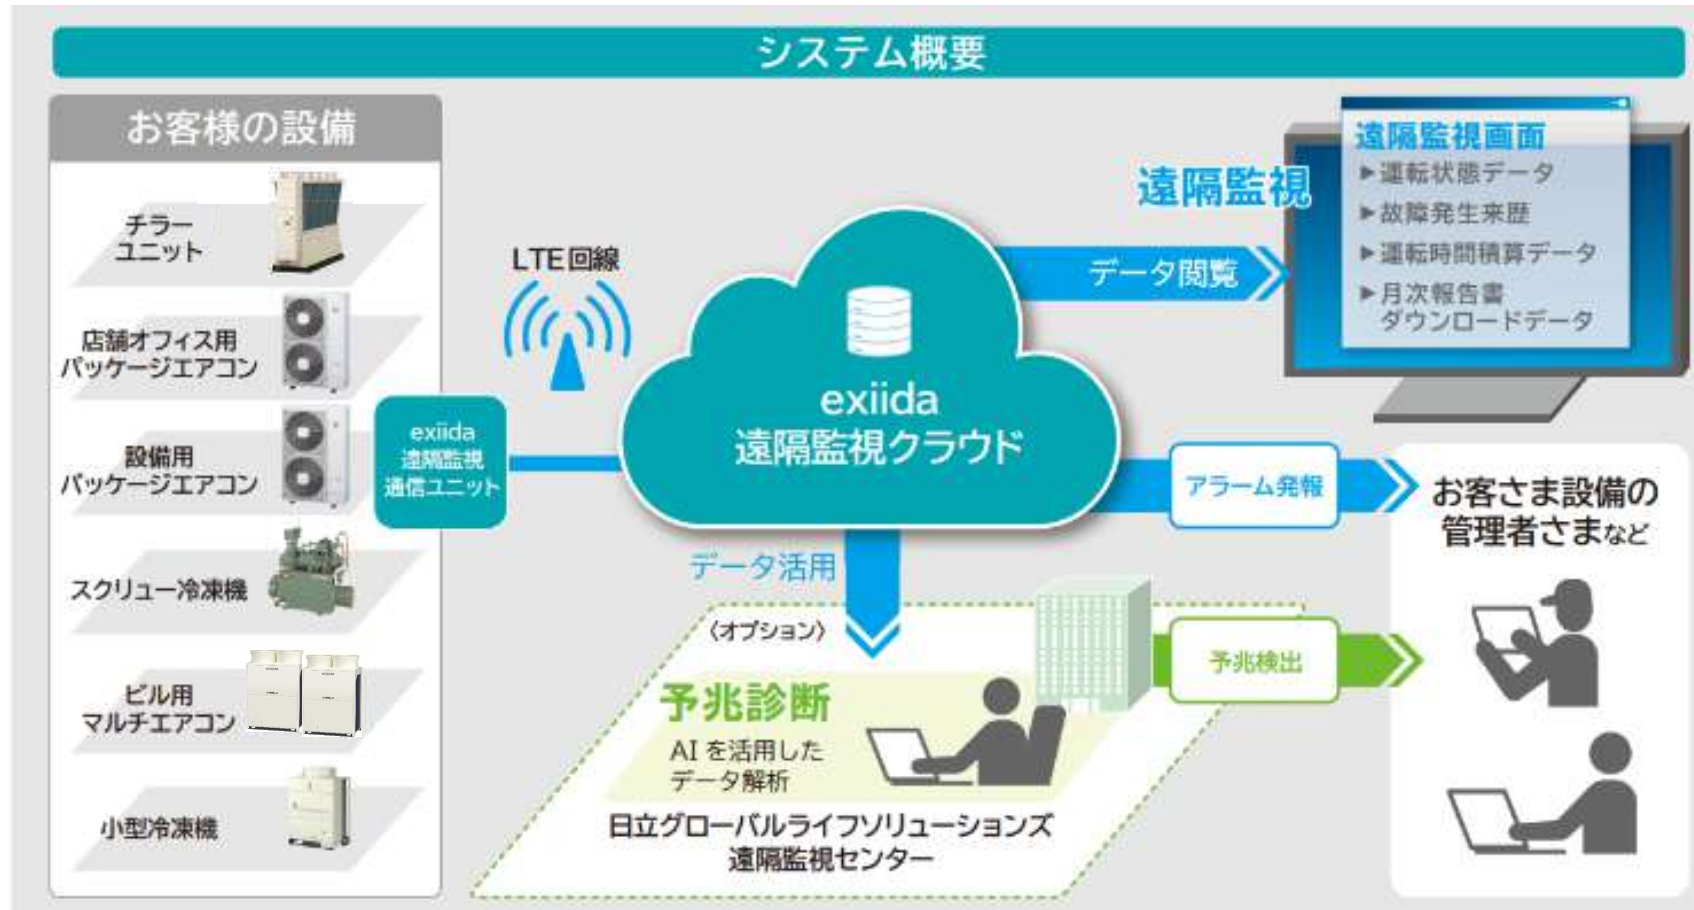 システム概要
お客様の設備
チラー
ユニット
店舗オフィス用
パッケージエアコン
設備用
パッケージエアコン
スクリュー冷凍機
ビル用
マルチエアコン
小型冷凍機
exiida
遠隔監視
通信ユニット
LTE回線
exiida
遠隔監視クラウド
遠隔監視
データ閲覧
遠隔監視画面
▶運転状態データ
▶故障発生来歴
▶運転時間積算データ
▶月次報告書
ダウンロードデータ
アラーム発報
お客さま設備の
管理者さまなど
データ活用
〈オプション〉
予兆診断
AIを活用した
データ解析
日立グローバルライフソリューションズ
遠隔監視センター
予兆検出